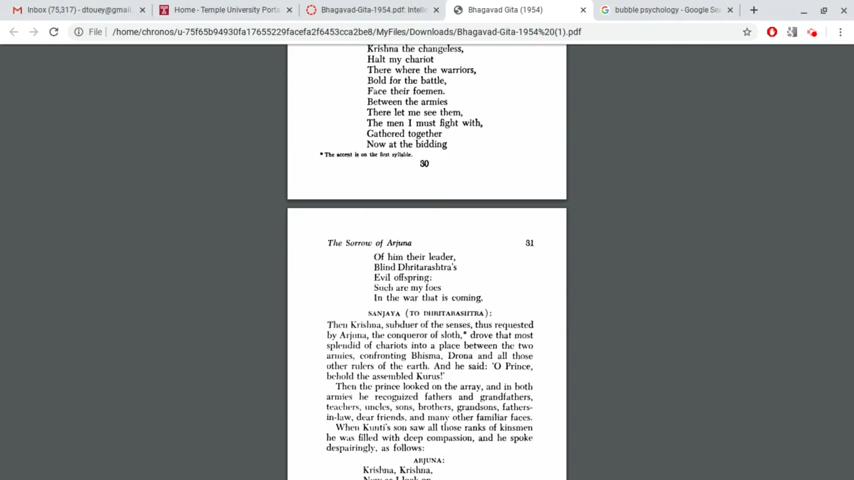 Inbox (75,317) - dtouey@gmail.
Home - Temple University Port
Bhagavad-Gita-1954.pdf: Intelle
Bhagavad Gita (1954)
bubble psychology - Google Se
File | /home/chronos/u-75f65b94930fa17655229facefa2f6453cca2be8/MyFiles/Downloads/Bhagavad-Gita-1954%20(1).pdf
Krishna the changeless,
Halt my chariot
There where the warriors,
Bold for the battle,
Face their foemen.
Between the armies
There let me see them,
The men I must fight with,
Gathered together
Now at the bidding
* The accent is on the first syllable.
30
The Sorrow of Arjuna 31
Of him their leader,
Blind Dhritarashtra's
Evil offspring:
Such are my foes
In the war that is coming.
SANJAYA (TO DHRITARASHTRA):
Then Krishna, subduer of the senses, thus requested
by Arjuna, the conqueror of sloth,* drove that most
splendid of chariots into a place between the two
armies, confronting Bhisma, Drona and all those
other rulers of the earth. And he said: 'O Prince,
behold the assembled Kurus!'
Then the prince looked on the array, and in both
armies he recognized fathers and grandfathers,
teachers, uncles, sons, brothers, grandsons, fathers-
in-law, dear friends, and many other familiar faces.
When Kunti's son saw all those ranks of kinsmen
he was filled with deep compassion, and he spoke
despairingly, as follows:
ARJUNA:
Krishna, Krishna,
Now as I look on